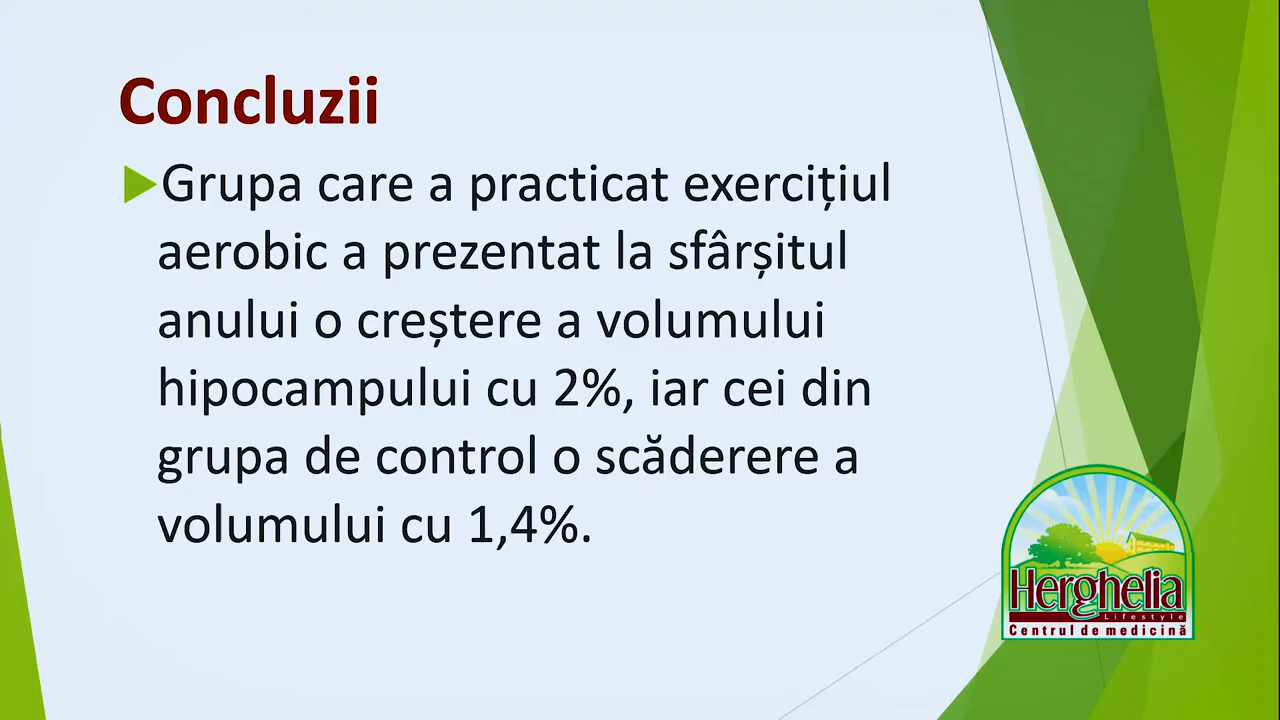 Concluzii
Grupa care a practicat exercițiul
aerobic a prezentat la sfârșitul
anului o creștere a volumului
hipocampului cu 2%, iar cei din
grupa de control o scăderere a
volumului cu 1,4%.
Herghelia
Lifestyle
Centrul de medicină